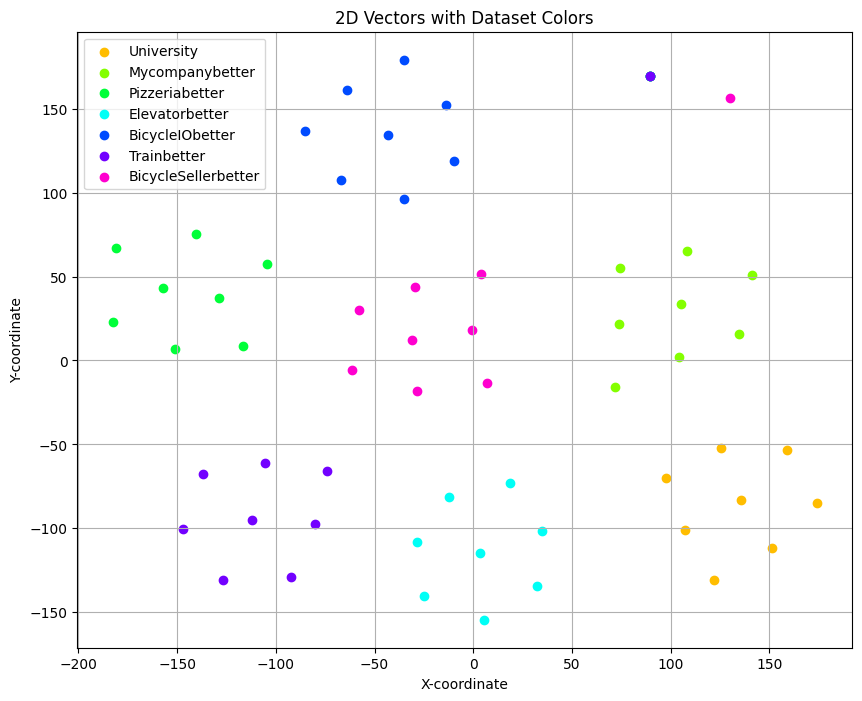 2D Vectors with Dataset Colors
University
Mycompanybetter
Pizzeriabetter
Elevatorbetter
BicycleIObetter
Trainbetter
BicycleSellerbetter
150
100
50
0
−50
−100
−150
Y-coordinate
−200 −150 −100 −50 0 50 100 150
X-coordinate